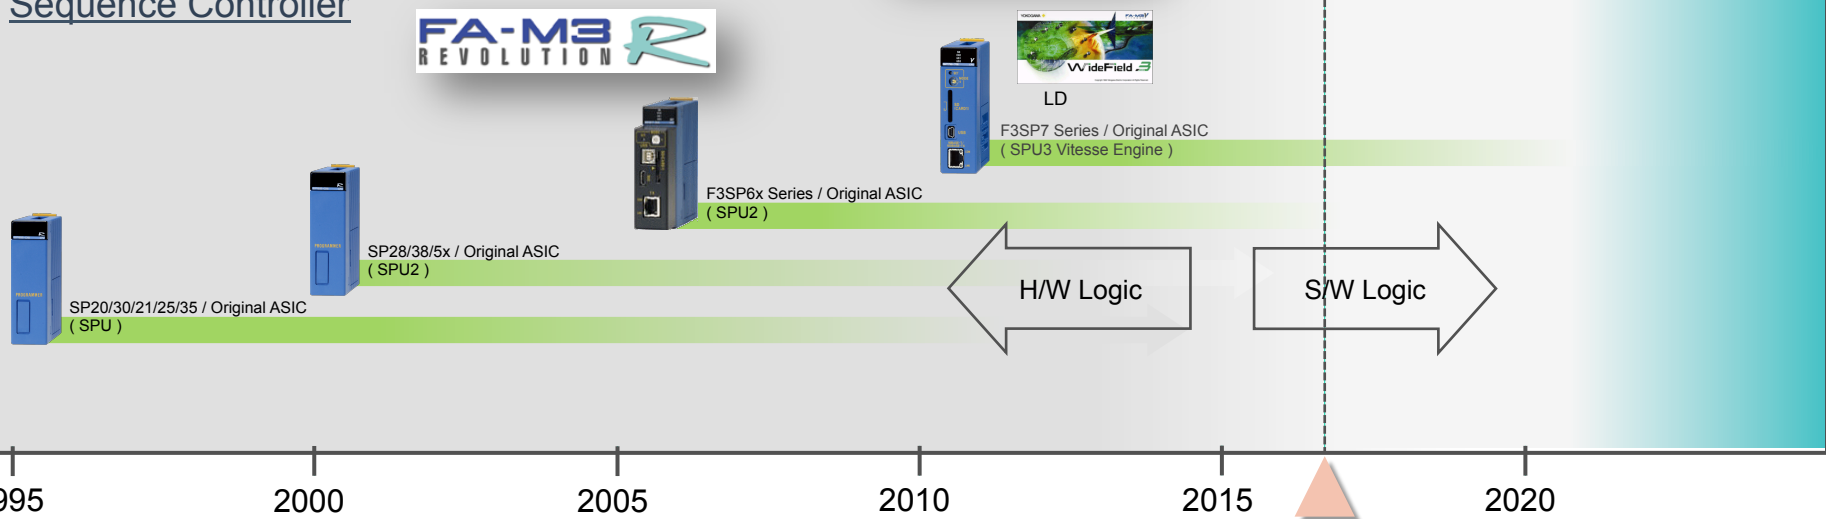 Sequence Controller
FA-M3
REVOLUTION R
WideField 3
LD
F3SP7 Series / Original ASIC
( SPU3 Vitesse Engine )
F3SP6x Series / Original ASIC
( SPU2 )
SP28/38/5x / Original ASIC
( SPU2 )
SP20/30/21/25/35 / Original ASIC
( SPU )
H/W Logic
S/W Logic
995
2000
2005
2010
2015
2020